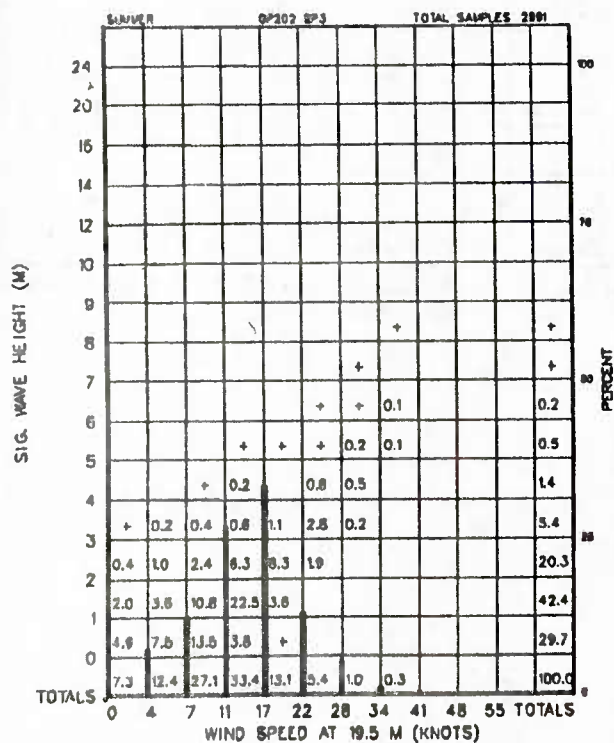 SUMMER GP202 SP3 TOTAL SAMPLES 2991
24 100
20
16
14
12
10
9
8 +  +
7 +  +
6 + + 0.1 0.2
5 + + + 0.2 0.1 0.5
4 + 0.2 0.8 0.5 1.4
3 + 0.2 0.4 0.6 1.1 2.8 0.2 5.4
2 0.4 1.0 2.4 6.3 8.3 1.9 20.3
1 2.0 3.6 10.8 22.5 3.6 42.4
0 4.9 7.6 13.5 3.8 + 29.7
TOTALS 7.3 12.4 27.1 33.4 13.1 5.4 1.0 0.3 100.0 0
0 4 7 11 17 22 28 34 41 48 55 TOTALS
WIND SPEED AT 19.5 M (KNOTS)
SIG. WAVE HEIGHT (M)
PERCENT